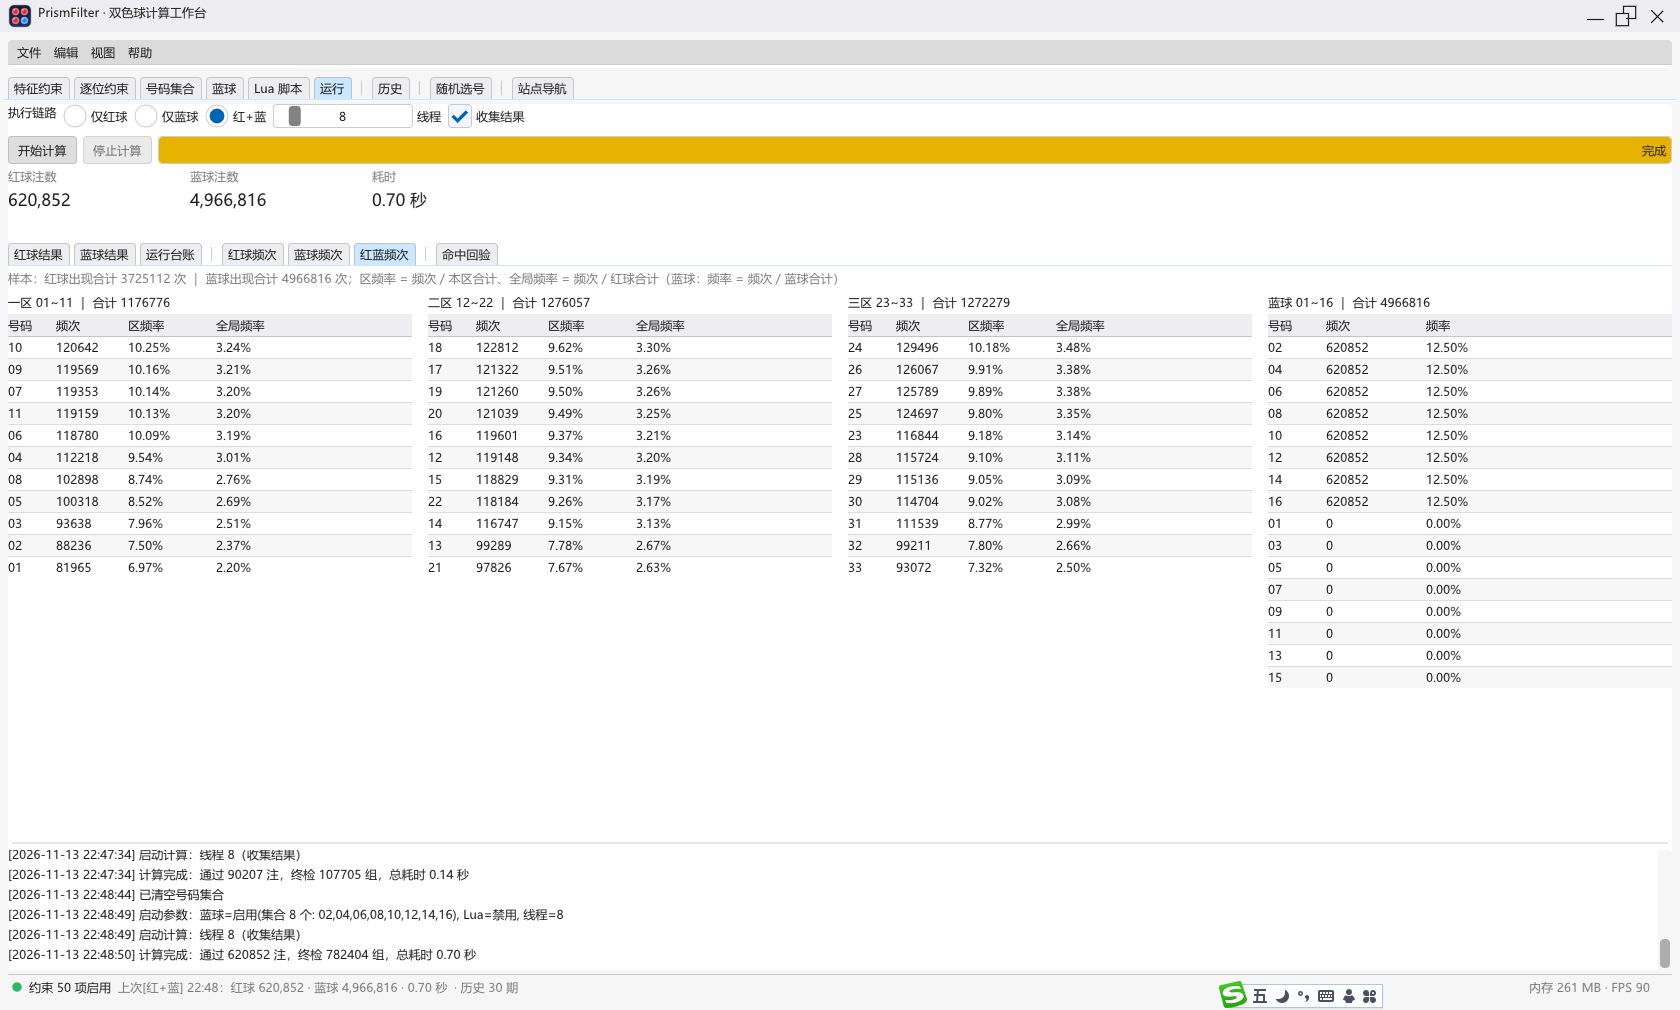 PrismFilter · 双色球计算工作台
文件 编辑 视图 帮助
特征约束 逐位约束 号码集合 蓝球 Lua 脚本 运行 历史 随机选号 站点导航
执行链路 仅红球 仅蓝球 红+蓝 8 线程 收集结果
开始计算 停止计算 完成
红球注数 蓝球注数 耗时
620,852 4,966,816 0.70 秒
红球结果 蓝球结果 运行台账 红球频次 蓝球频次 红蓝频次 命中回验
样本：红球出现合计 3725112 次 | 蓝球出现合计 4966816 次；区频率 = 频次 / 本区合计、全局频率 = 频次 / 红球合计（蓝球：频率 = 频次 / 蓝球合计）
一区 01~11 | 合计 1176776 二区 12~22 | 合计 1276057 三区 23~33 | 合计 1272279 蓝球 01~16 | 合计 4966816
号码 频次 区频率 全局频率 号码 频次 区频率 全局频率 号码 频次 区频率 全局频率 号码 频次 频率
10 120642 10.25% 3.24% 18 122812 9.62% 3.30% 24 129496 10.18% 3.48% 02 620852 12.50%
09 119569 10.16% 3.21% 17 121322 9.51% 3.26% 26 126067 9.91% 3.38% 04 620852 12.50%
07 119353 10.14% 3.20% 19 121260 9.50% 3.26% 27 125789 9.89% 3.38% 06 620852 12.50%
11 119159 10.13% 3.20% 20 121039 9.49% 3.25% 25 124697 9.80% 3.35% 08 620852 12.50%
06 118780 10.09% 3.19% 16 119601 9.37% 3.21% 23 116844 9.18% 3.14% 10 620852 12.50%
04 112218 9.54% 3.01% 12 119148 9.34% 3.20% 28 115724 9.10% 3.11% 12 620852 12.50%
08 102898 8.74% 2.76% 15 118829 9.31% 3.19% 29 115136 9.05% 3.09% 14 620852 12.50%
05 100318 8.52% 2.69% 22 118184 9.26% 3.17% 30 114704 9.02% 3.08% 16 620852 12.50%
03 93638 7.96% 2.51% 14 116747 9.15% 3.13% 31 111539 8.77% 2.99% 01 0 0.00%
02 88236 7.50% 2.37% 13 99289 7.78% 2.67% 32 99211 7.80% 2.66% 03 0 0.00%
01 81965 6.97% 2.20% 21 97826 7.67% 2.63% 33 93072 7.32% 2.50% 05 0 0.00%
07 0 0.00%
09 0 0.00%
11 0 0.00%
13 0 0.00%
15 0 0.00%
[2026-11-13 22:47:34] 启动计算：线程 8（收集结果）
[2026-11-13 22:47:34] 计算完成：通过 90207 注，终检 107705 组，总耗时 0.14 秒
[2026-11-13 22:48:44] 已清空号码集合
[2026-11-13 22:48:49] 启动参数：蓝球=启用(集合 8 个: 02,04,06,08,10,12,14,16), Lua=禁用, 线程=8
[2026-11-13 22:48:49] 启动计算：线程 8（收集结果）
[2026-11-13 22:48:50] 计算完成：通过 620852 注，终检 782404 组，总耗时 0.70 秒
约束 50 项启用 上次[红+蓝] 22:48：红球 620,852 · 蓝球 4,966,816 · 0.70 秒 · 历史 30 期 S 五 内存 261 MB · FPS 90